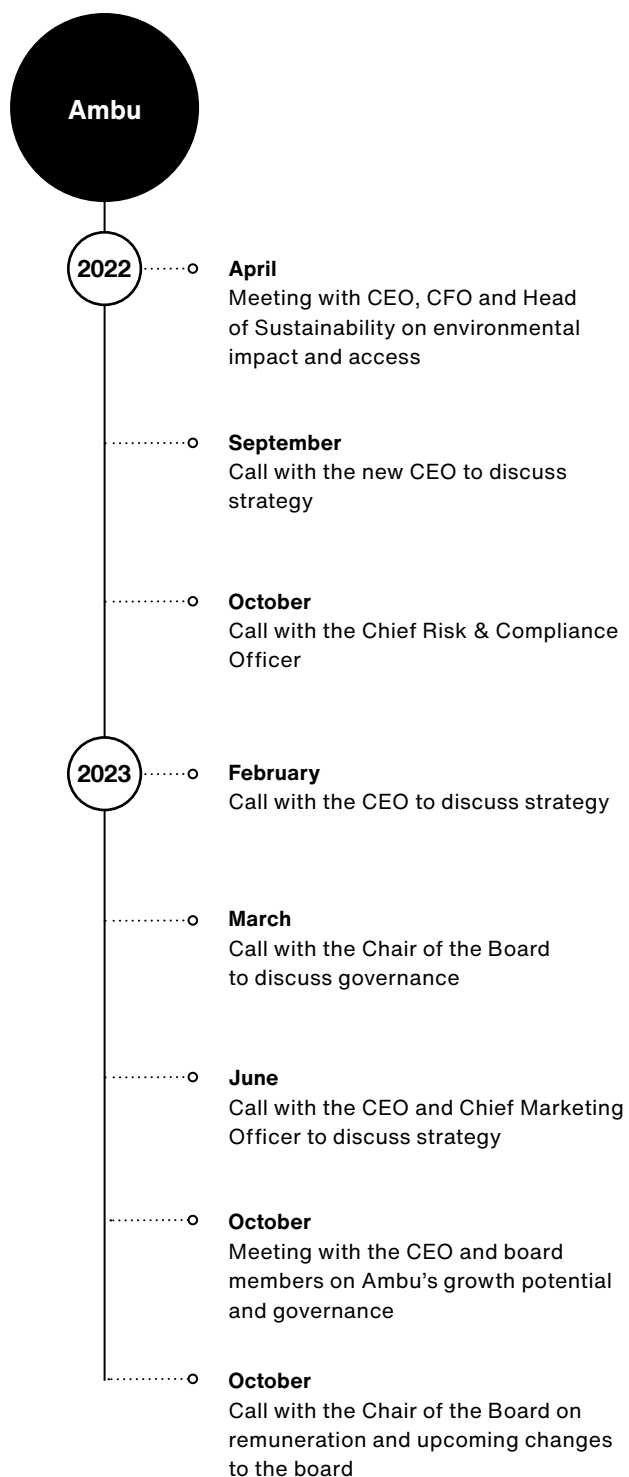 Ambu
2022
April
Meeting with CEO, CFO and Head
of Sustainability on environmental
impact and access
September
Call with the new CEO to discuss
strategy
October
Call with the Chief Risk & Compliance
Officer
2023
February
Call with the CEO to discuss strategy
March
Call with the Chair of the Board
to discuss governance
June
Call with the CEO and Chief Marketing
Officer to discuss strategy
October
Meeting with the CEO and board
members on Ambu’s growth potential
and governance
October
Call with the Chair of the Board on
remuneration and upcoming changes
to the board